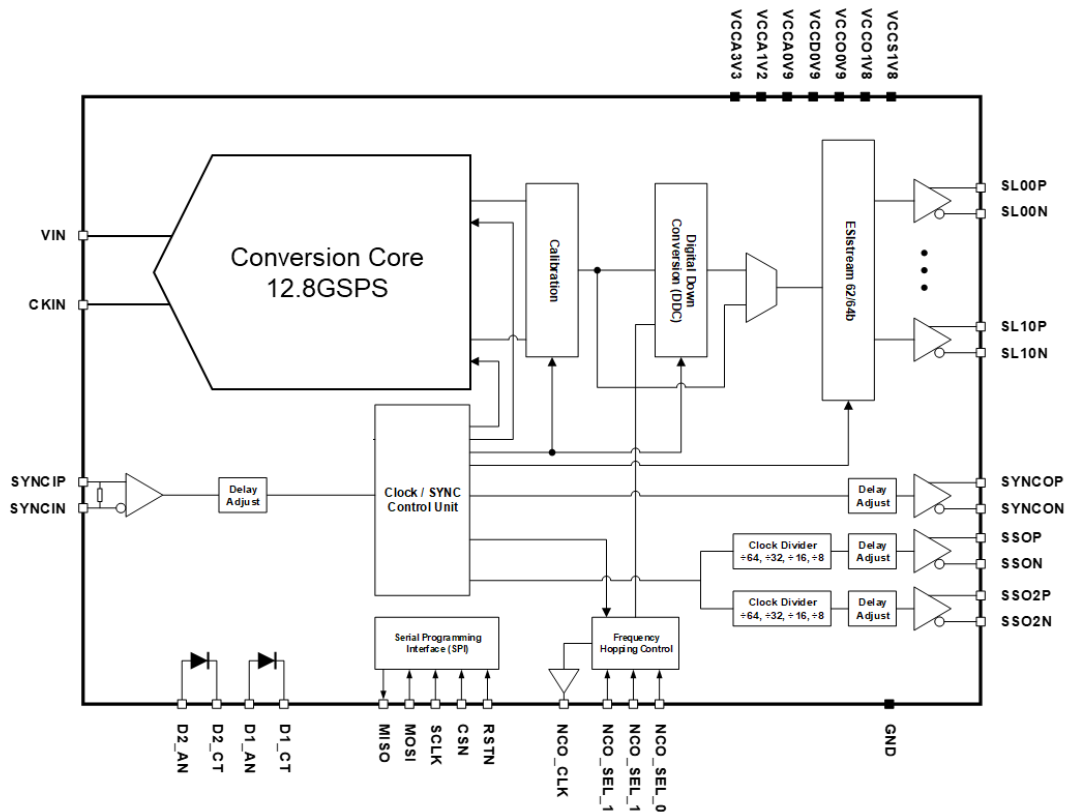 VCCA3V3
VCCA1V2
VCCA0V9
VCCD0V9
VCCO0V9
VCCO1V8
VCCS1V8
VIN
CKIN
Conversion Core
12.8GSPS
Calibration
Digital Down
Conversion (DDC)
ESIstream 62/64b
SL00P
SL00N
SL10P
SL10N
SYNCIP
SYNCIN
Delay
Adjust
Clock / SYNC
Control Unit
Delay
Adjust
SYNCOP
SYNCON
Clock Divider
÷64, ÷32, ÷16, ÷8
Delay
Adjust
SSOP
SSON
Clock Divider
÷64, ÷32, ÷16, ÷8
Delay
Adjust
SSO2P
SSO2N
Serial Programming
Interface (SPI)
Frequency
Hopping Control
D2_AN
D2_CT
D1_AN
D1_CT
MISO
MOSI
SCLK
CSN
RSTN
NCO_CLK
NCO_SEL_1
NCO_SEL_1
NCO_SEL_0
GND